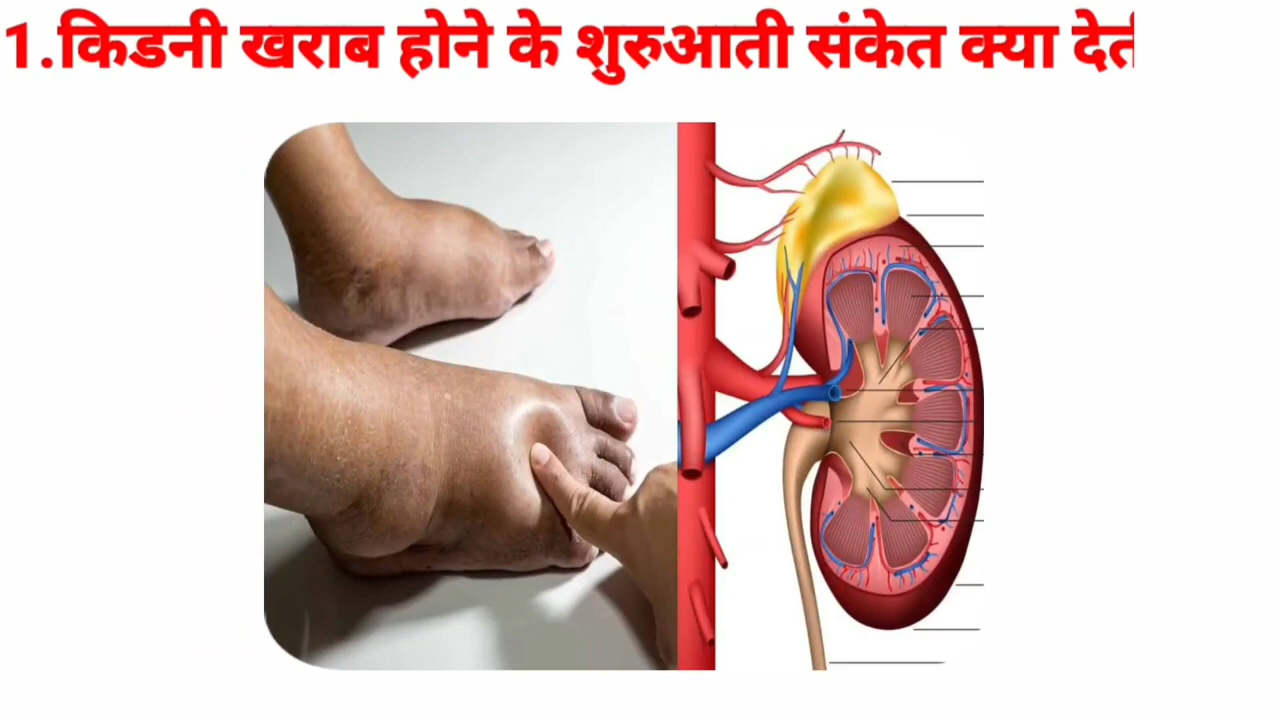 1.किडनी खराब होने के शुरुआती संकेत क्या